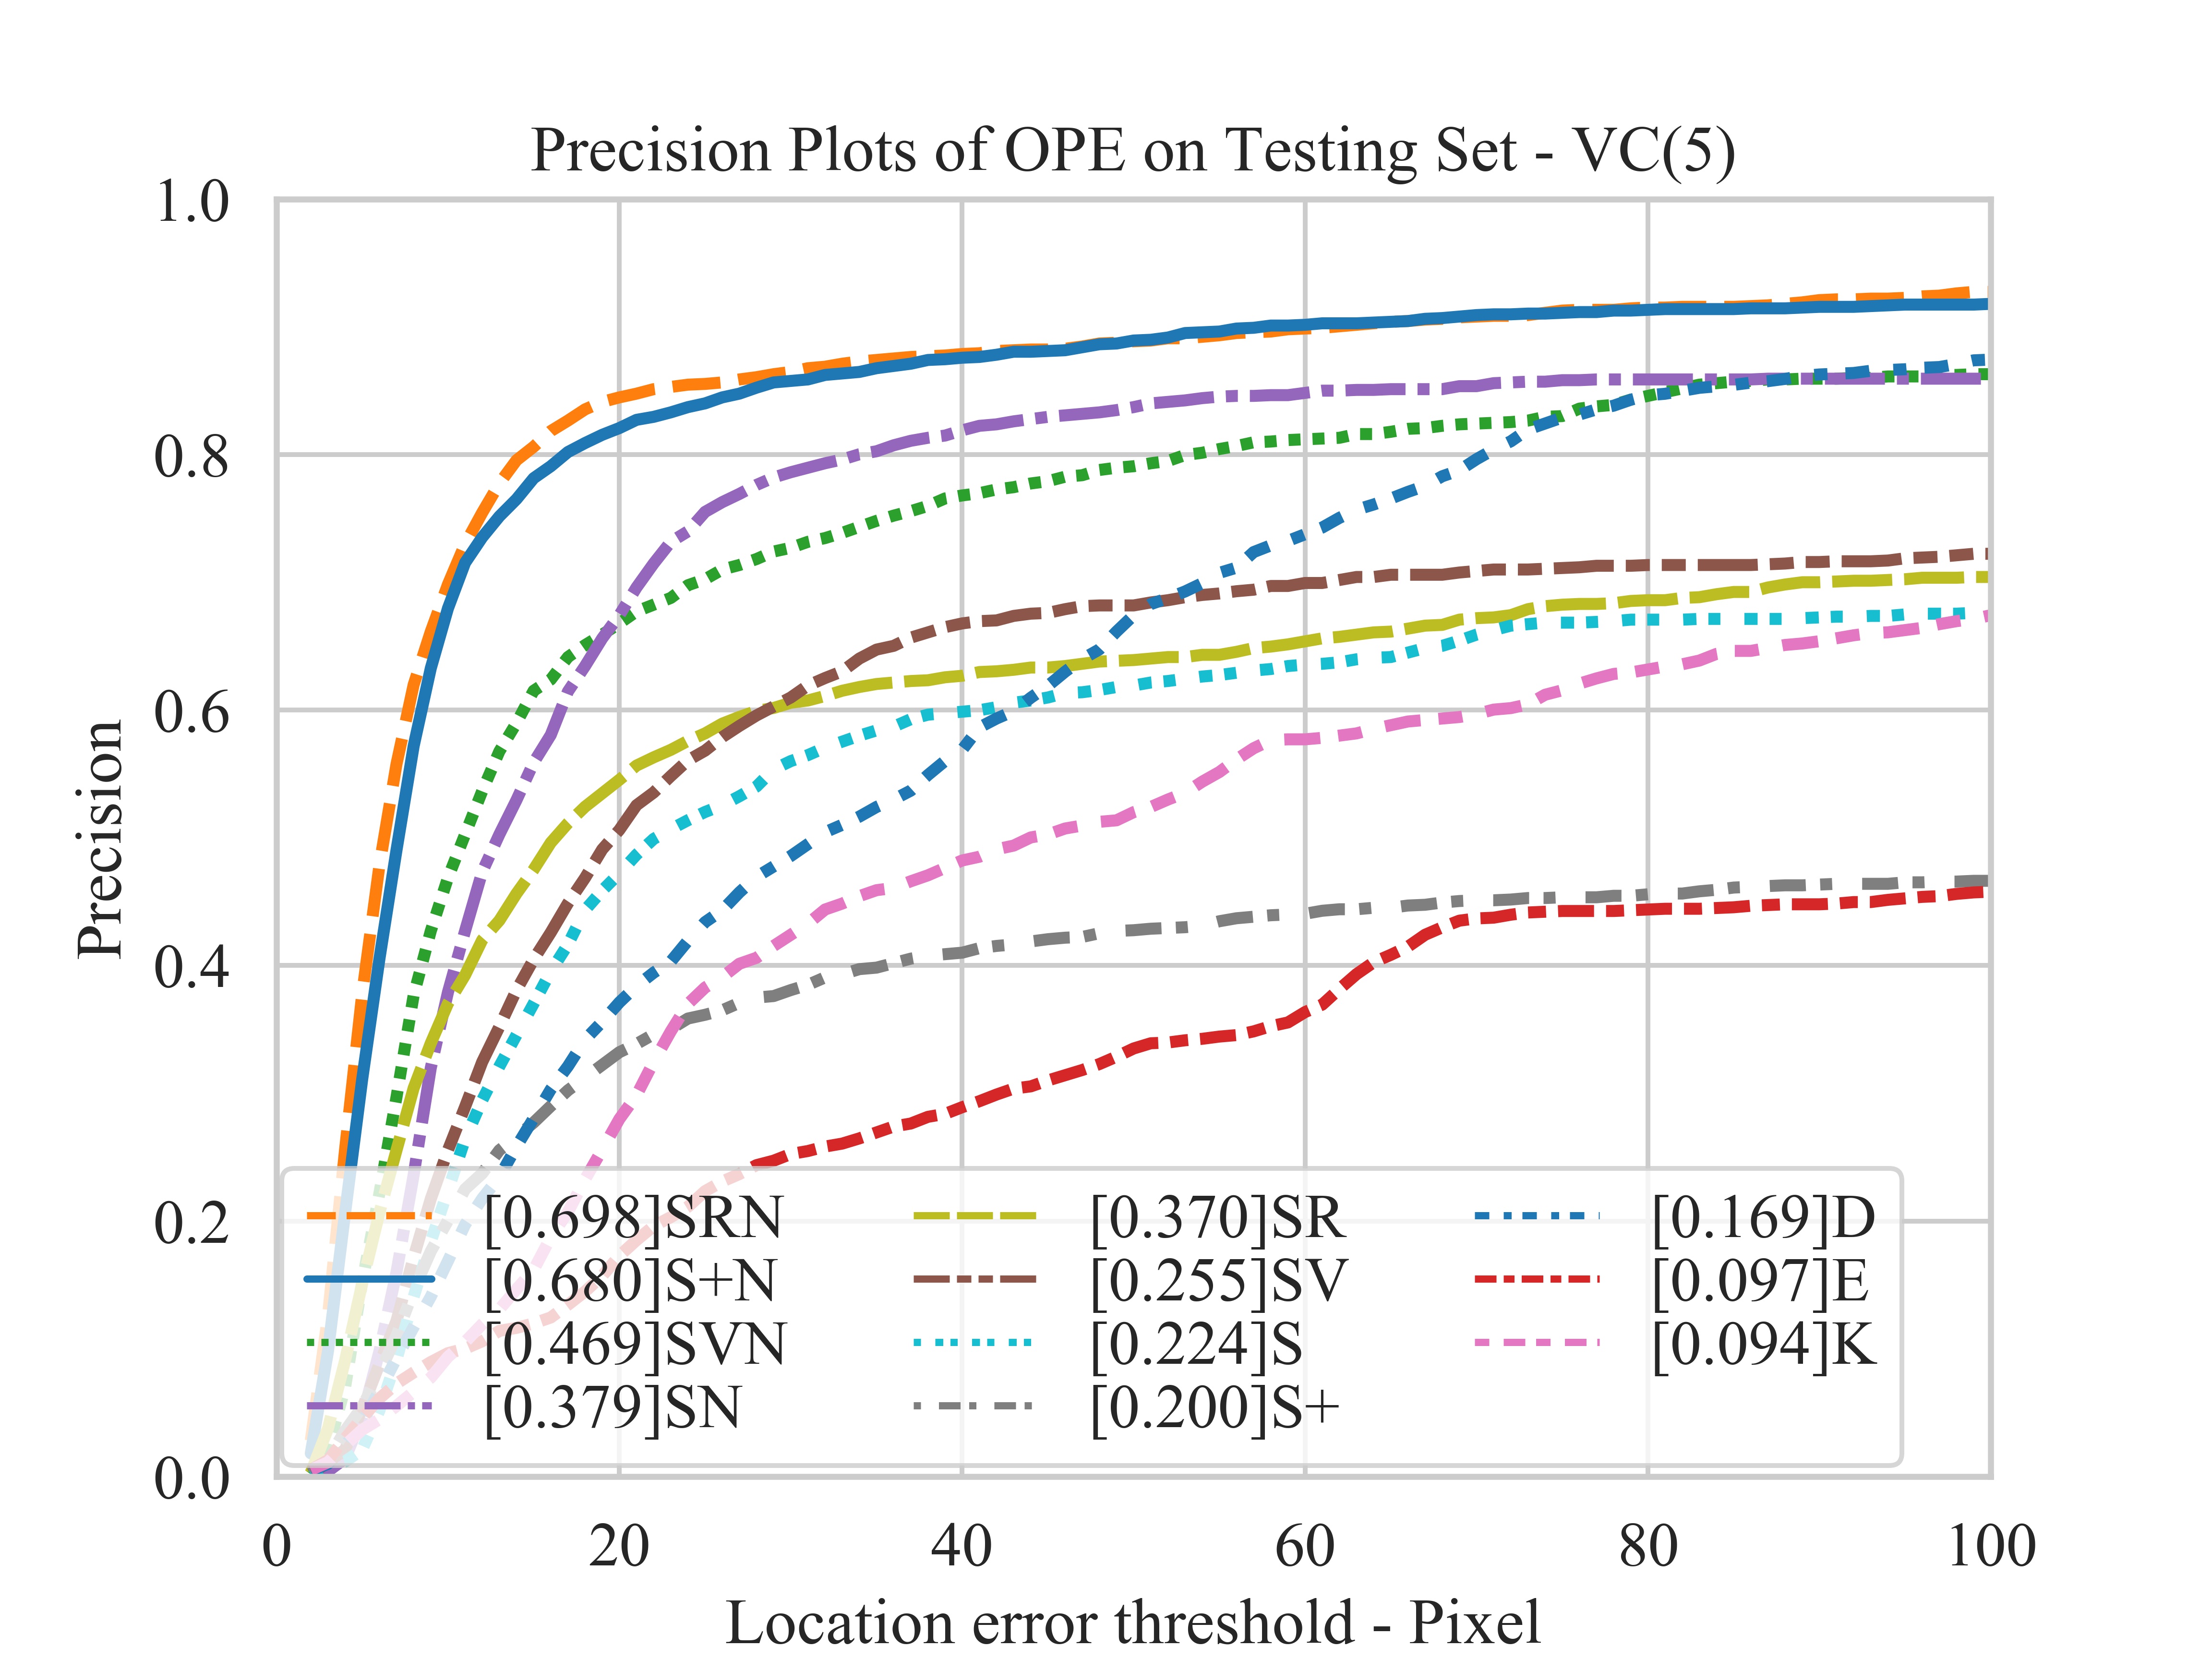 Precision Plots of OPE on Testing Set - VC(5)
1.0
0.8
0.6
0.4
0.2
0.0
Precision
[0.698]SRN
[0.680]S+N
[0.469]SVN
[0.379]SN
[0.370]SR
[0.255]SV
[0.224]S
[0.200]S+
[0.169]D
[0.097]E
[0.094]K
0 20 40 60 80 100
Location error threshold - Pixel